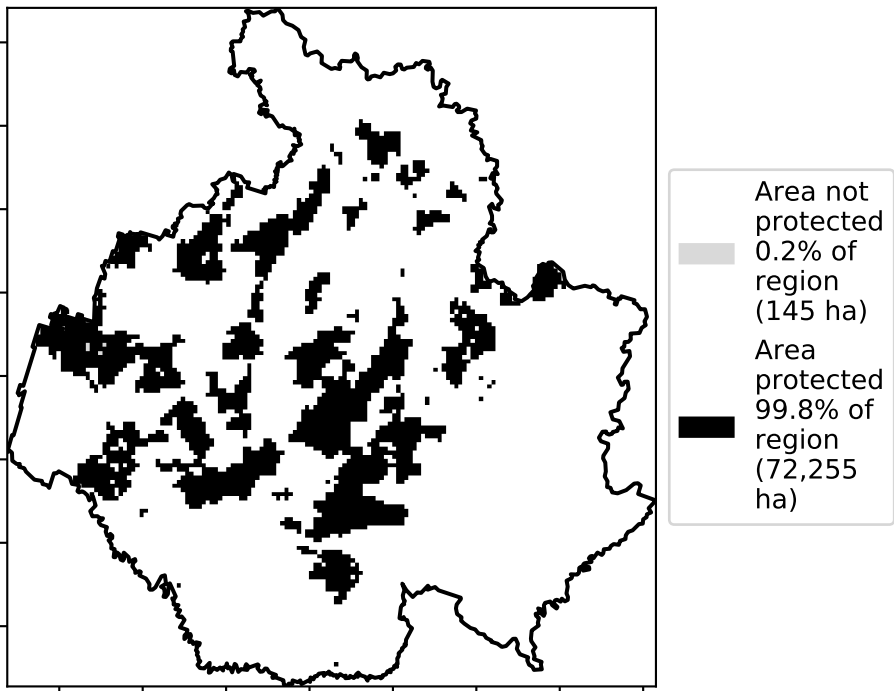 Area not
protected
0.2% of
region
(145 ha)
Area
protected
99.8% of
region
(72,255
ha)